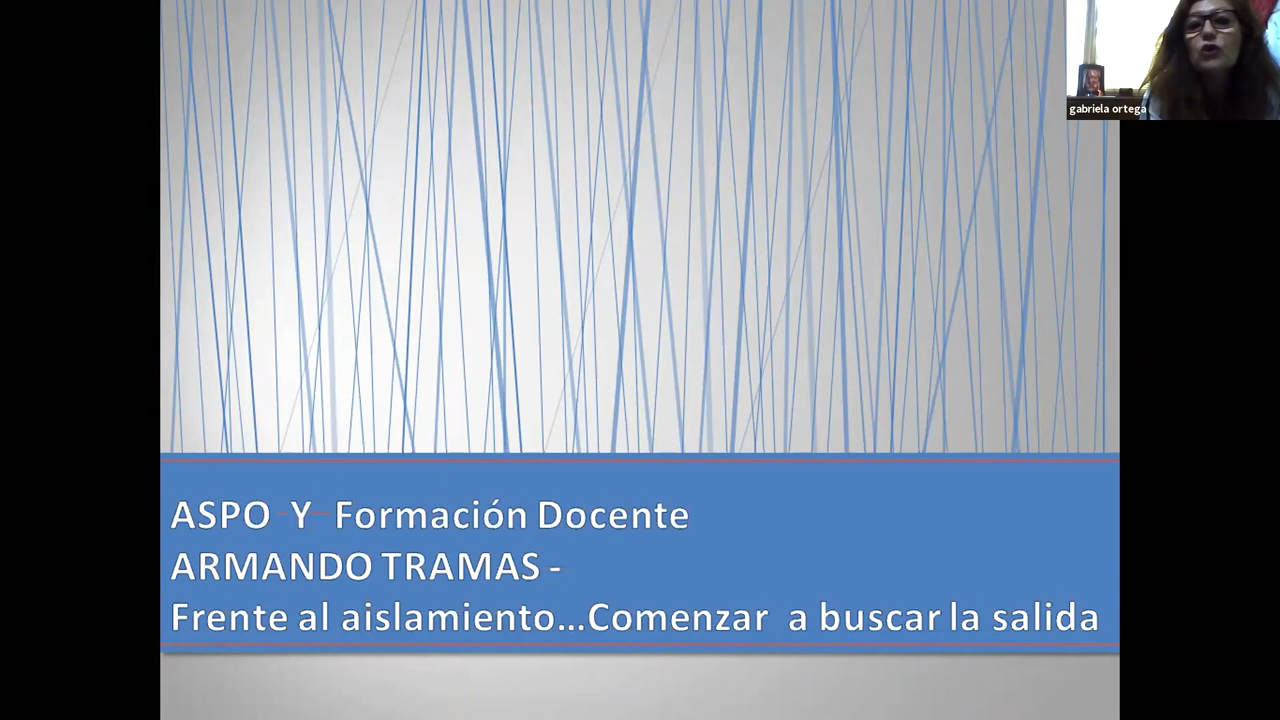 gabriela ortega
ASPO Y Formación Docente
ARMANDO TRAMAS -
Frente al aislamiento...Comenzar a buscar la salida